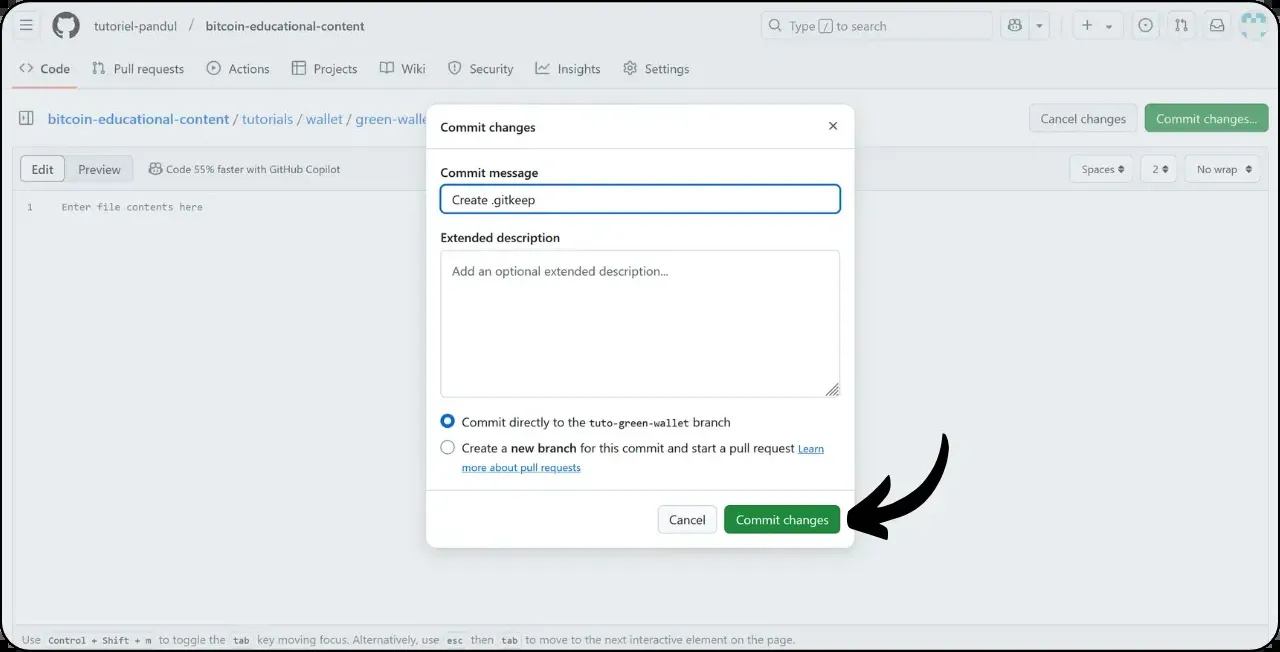 tutoriel-pandul / bitcoin-educational-content
Type / to search
Code Pull requests Actions Projects Wiki Security Insights Settings
bitcoin-educational-content / tutorials / wallet / green-walle
Cancel changes Commit changes...
Edit Preview Code 55% faster with GitHub Copilot
Spaces 2 No wrap
1 Enter file contents here
Commit changes
Commit message
Create .gitkeep
Extended description
Add an optional extended description...
Commit directly to the tuto-green-wallet branch
Create a new branch for this commit and start a pull request Learn
more about pull requests
Cancel Commit changes
Use Control + Shift + m to toggle the tab key moving focus. Alternatively, use esc then tab to move to the next interactive element on the page.